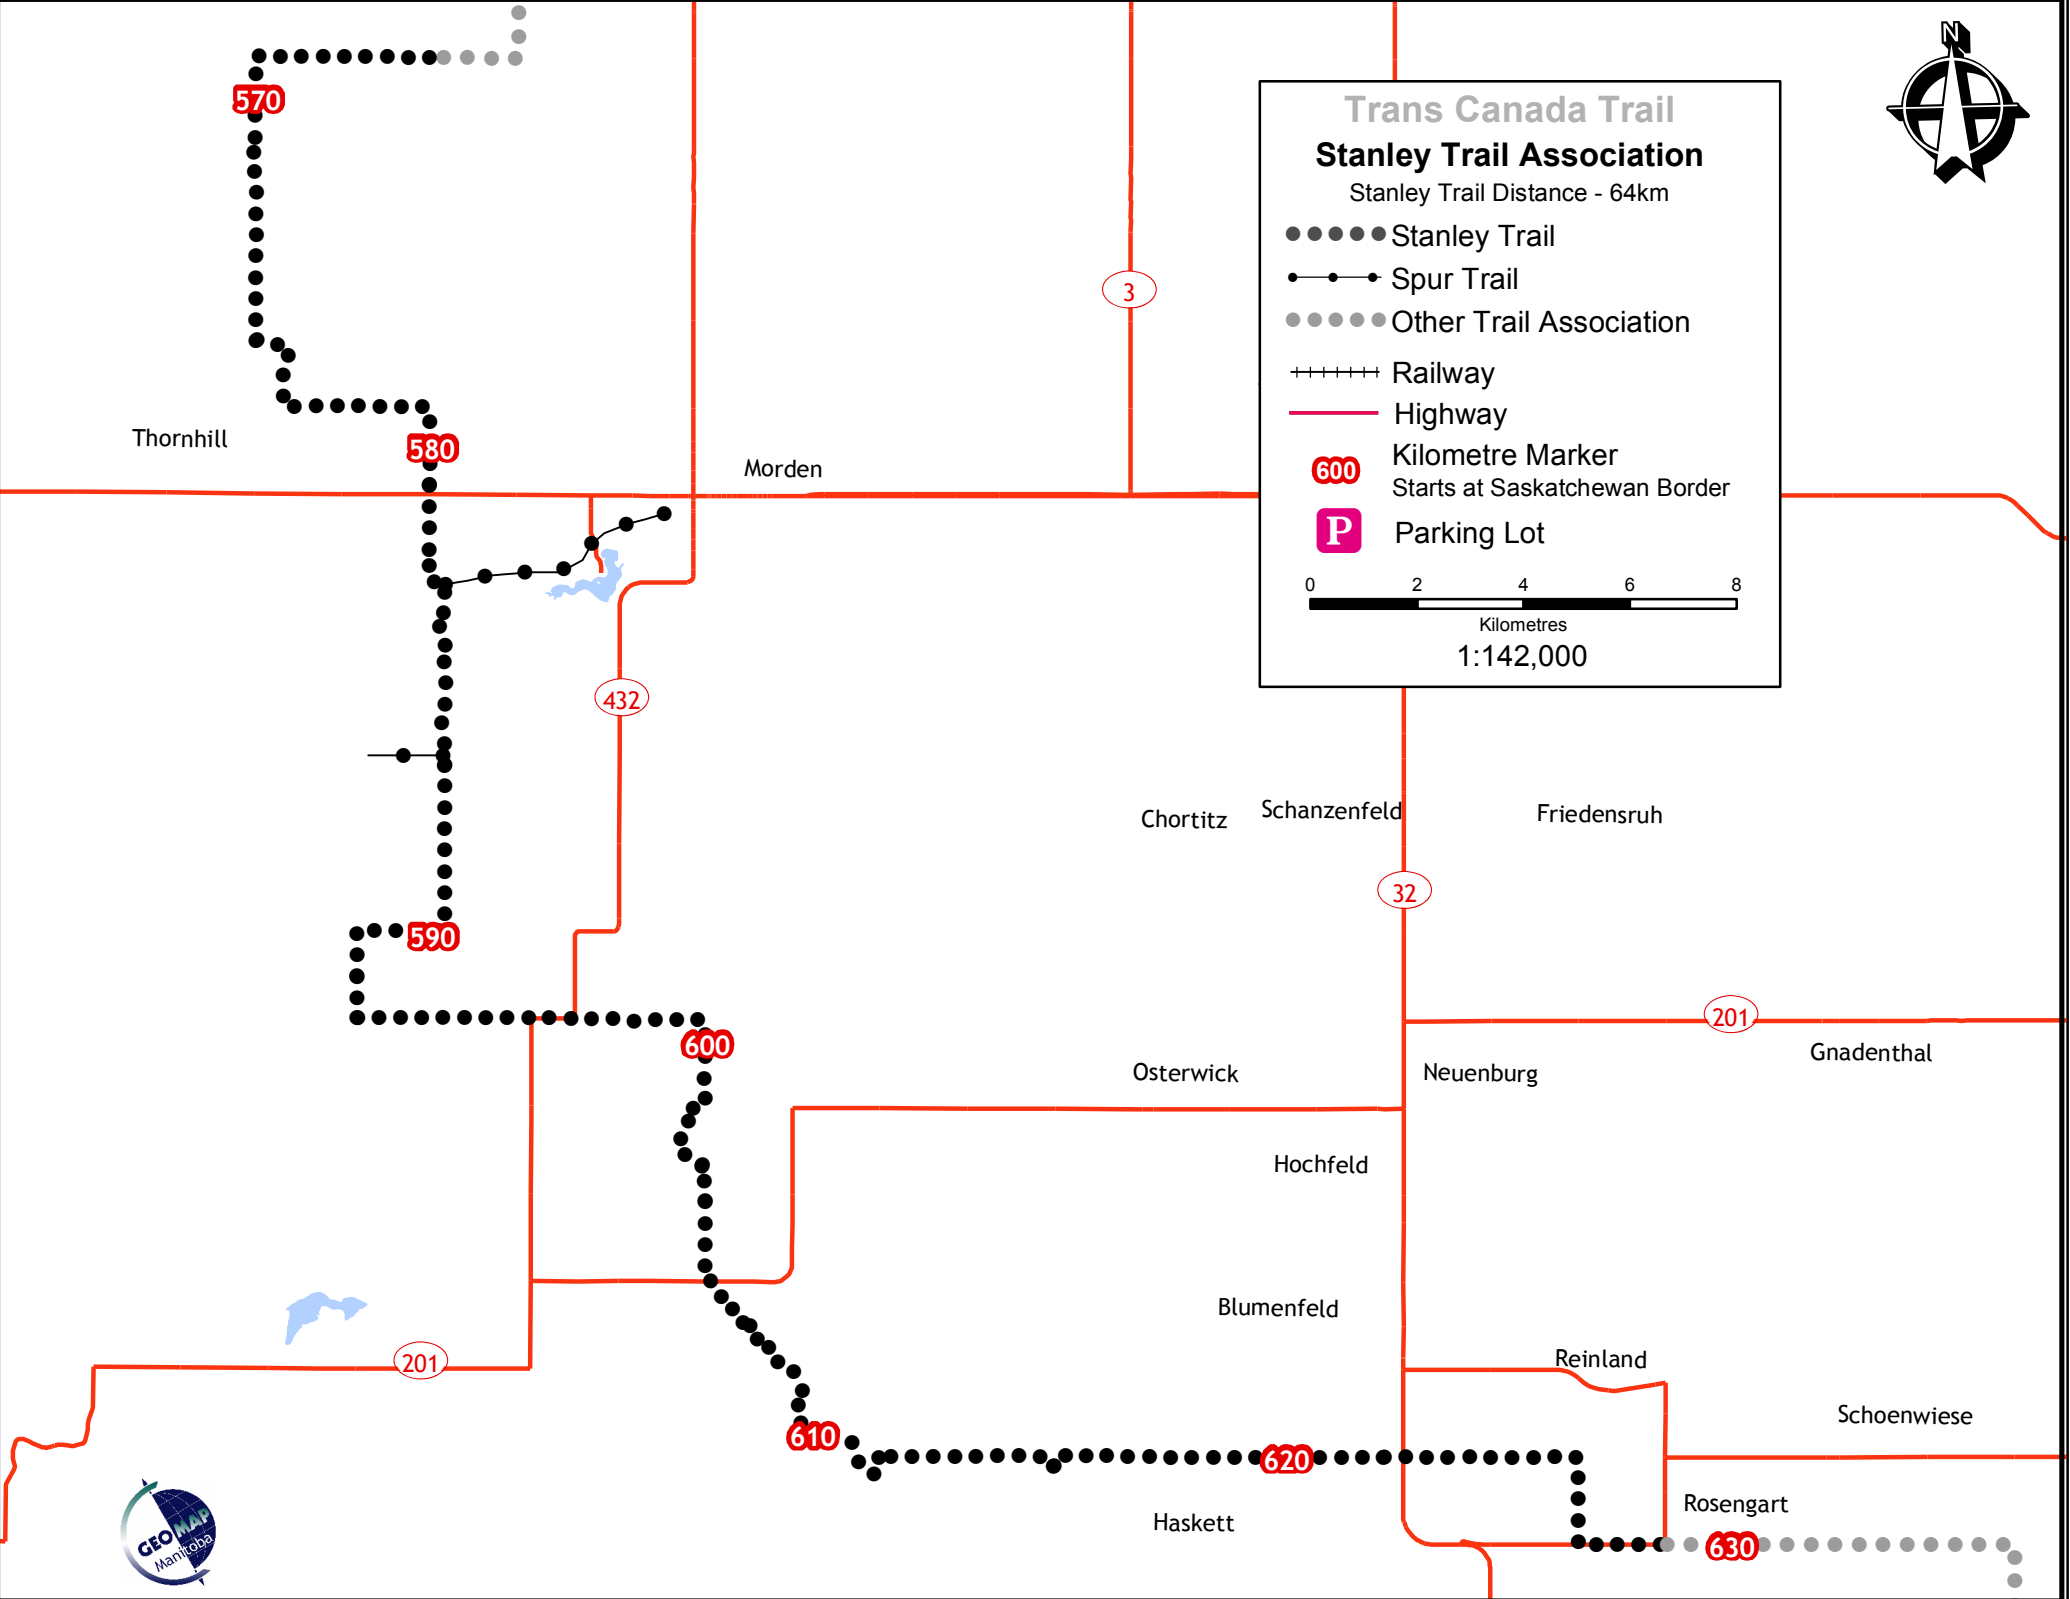 N
570
Trans Canada Trail
Stanley Trail Association
Stanley Trail Distance - 64km
Stanley Trail
Spur Trail
Other Trail Association
Railway
Highway
600
Kilometre Marker
Starts at Saskatchewan Border
P
Parking Lot
0 2 4 6 8
Kilometres
1:142,000
3
Thornhill
580
Morden
432
Chortitz
Schanzenfeld
Friedensruh
32
590
201
600
Gnadenthal
Osterwick
Neuenburg
Hochfeld
Blumenfeld
201
Reinland
Schoenwiese
610
620
Rosengart
Haskett
630
GEOMAP
Manitoba